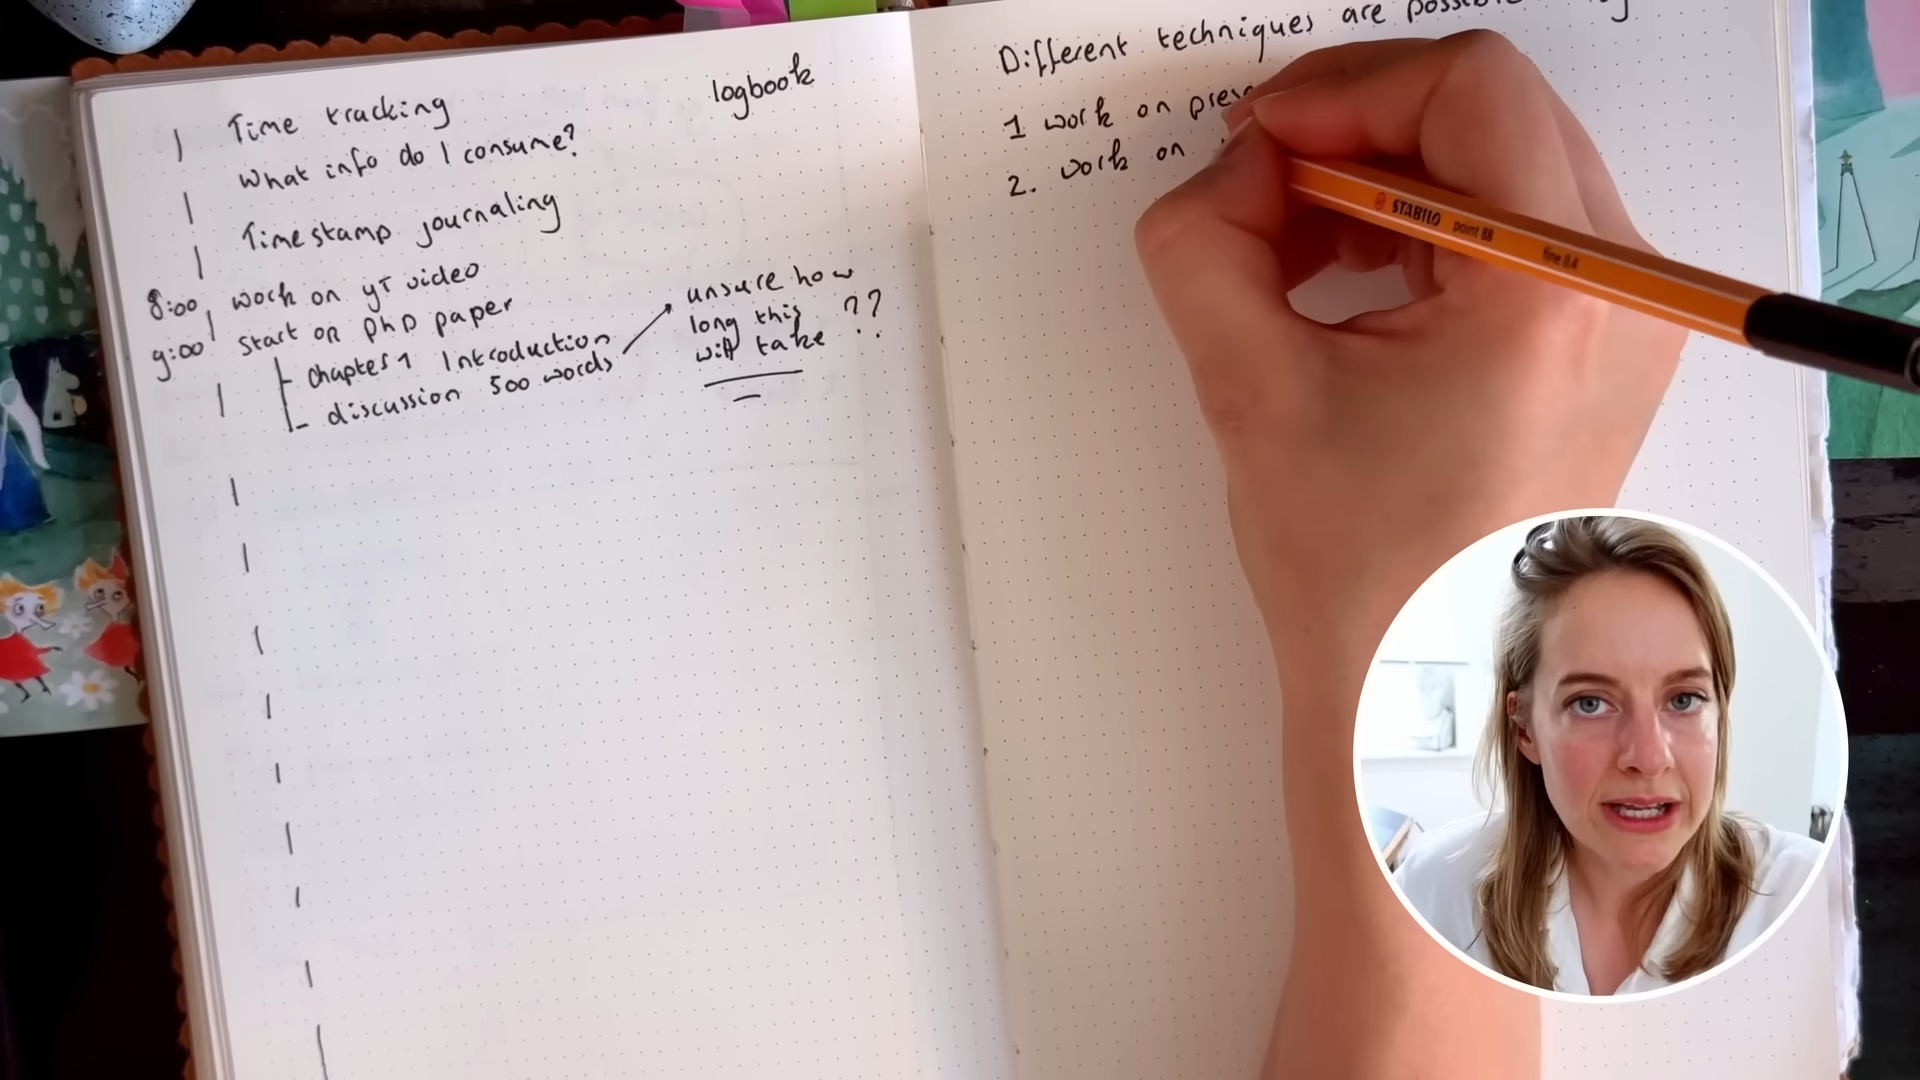 Time tracking
logbook
What info do I consume?
Timestamp journaling
8:00 work on YT video
9:00 start on PhD paper
chapter 1 Introduction
discussion 500 words
unsure how
long this ??
will take
Different techniques are
1 work on
2. work on
STABILO point 88 fine 0.4